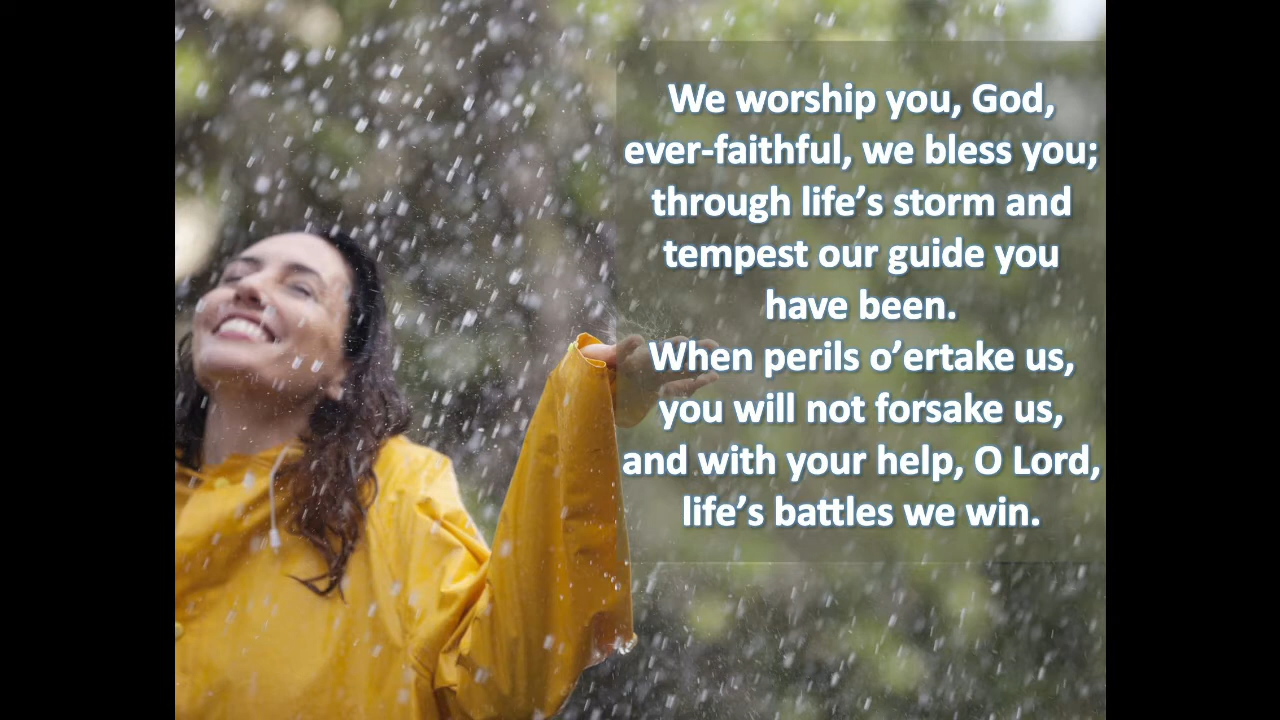 We worship you, God,
ever-faithful, we bless you;
through life’s storm and
tempest our guide you
have been.
When perils o’ertake us,
you will not forsake us,
and with your help, O Lord,
life’s battles we win.